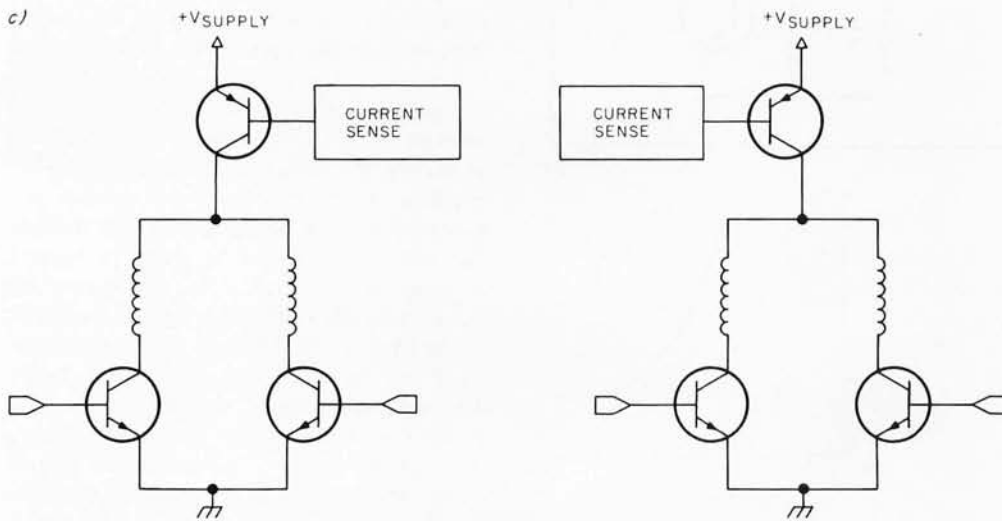 c)
+VSUPPLY
CURRENT
SENSE
+VSUPPLY
CURRENT
SENSE